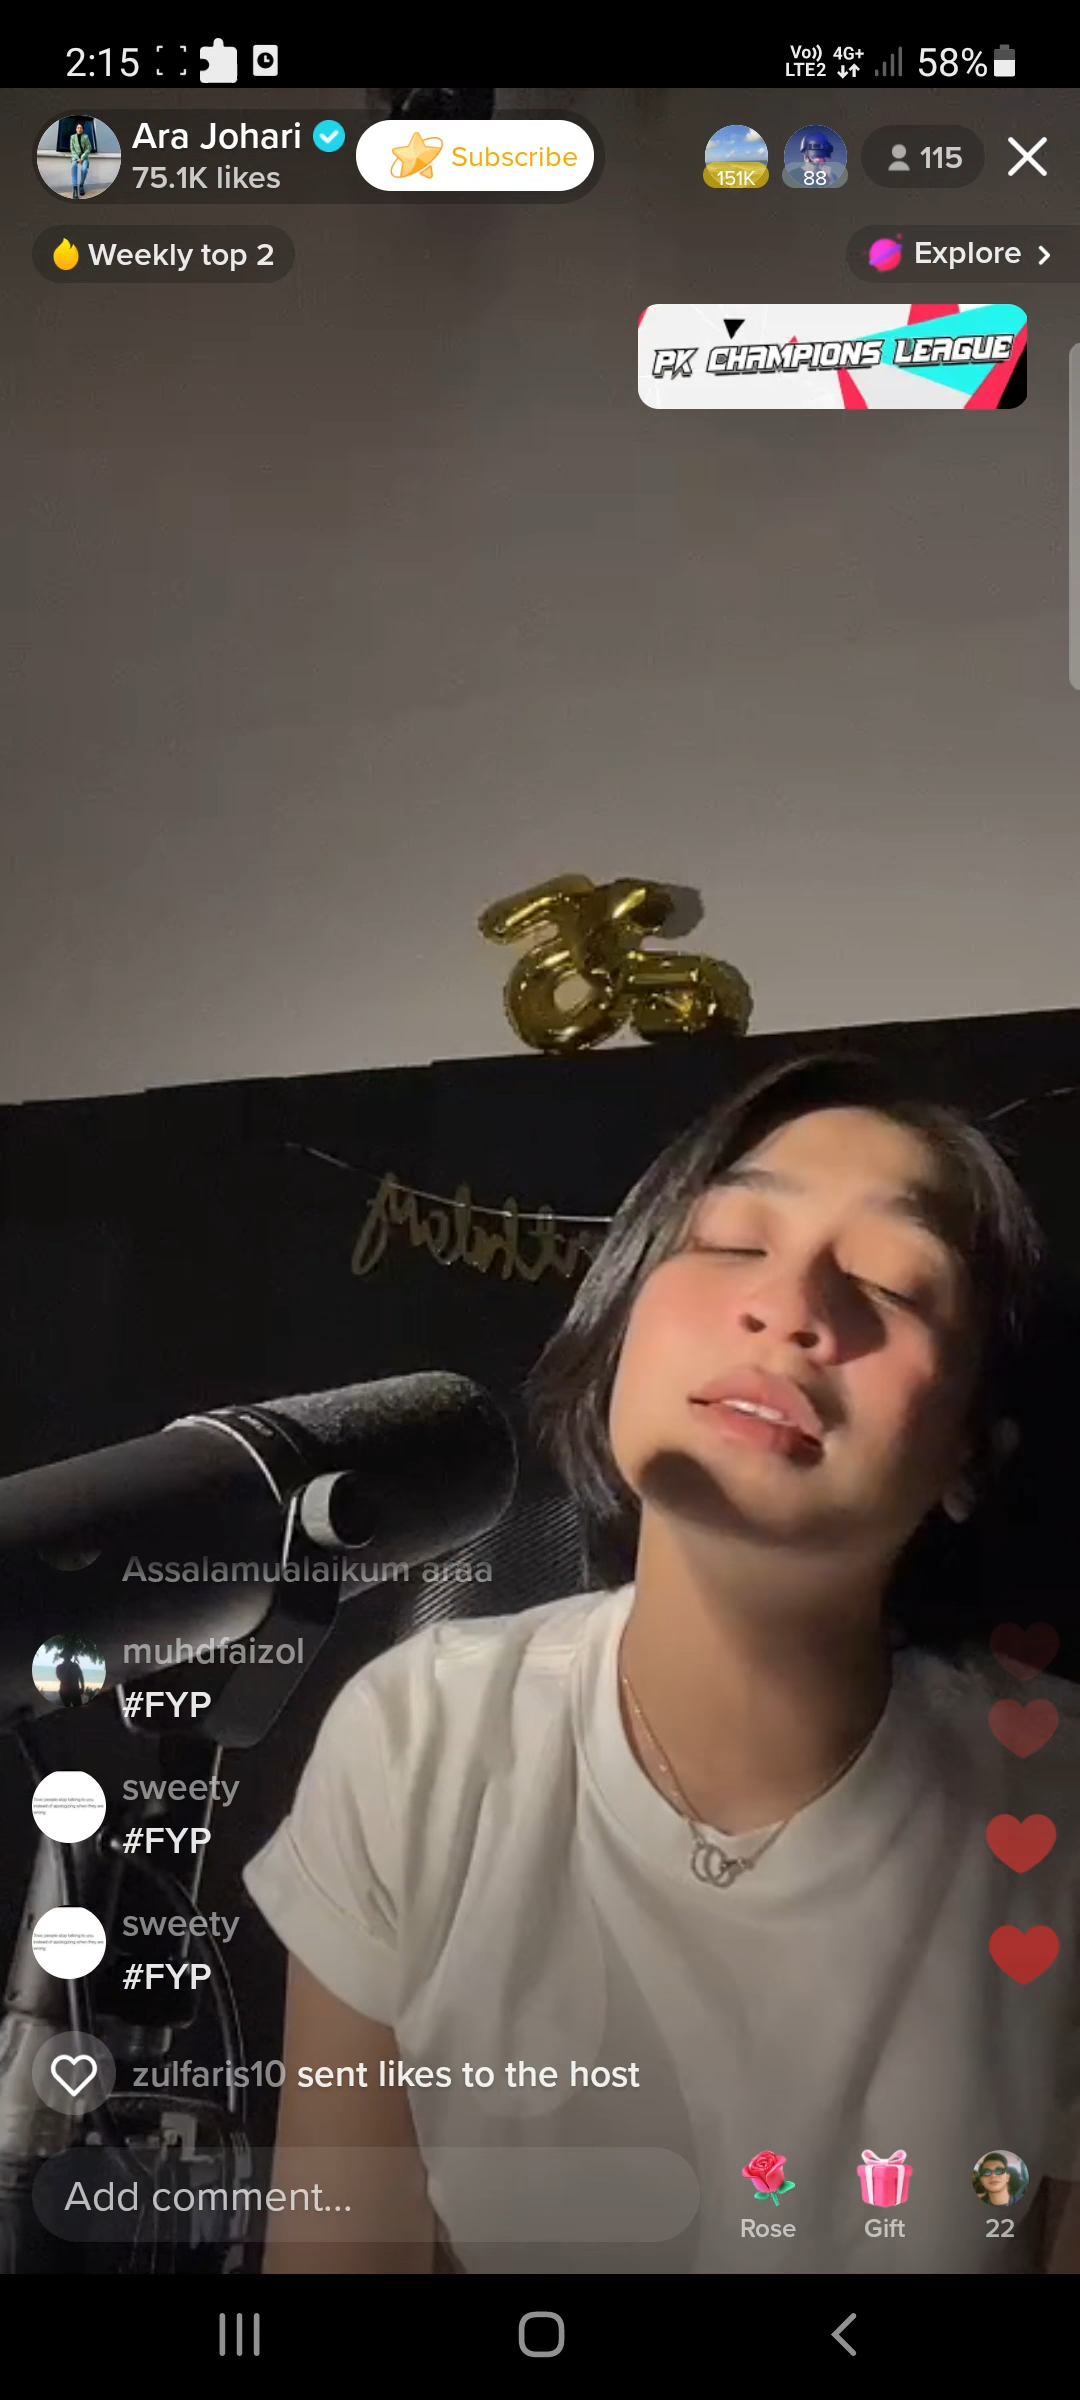 2:15
Vo))
LTE2
4G+
58%
Ara Johari
75.1K likes
Subscribe
151K
88
115
Weekly top 2
Explore >
PK CHAMPIONS LEAGUE
Assalamualaikum araa
muhdfaizol
#FYP
sweety
#FYP
sweety
#FYP
zulfaris10 sent likes to the host
Add comment...
Rose
Gift
22